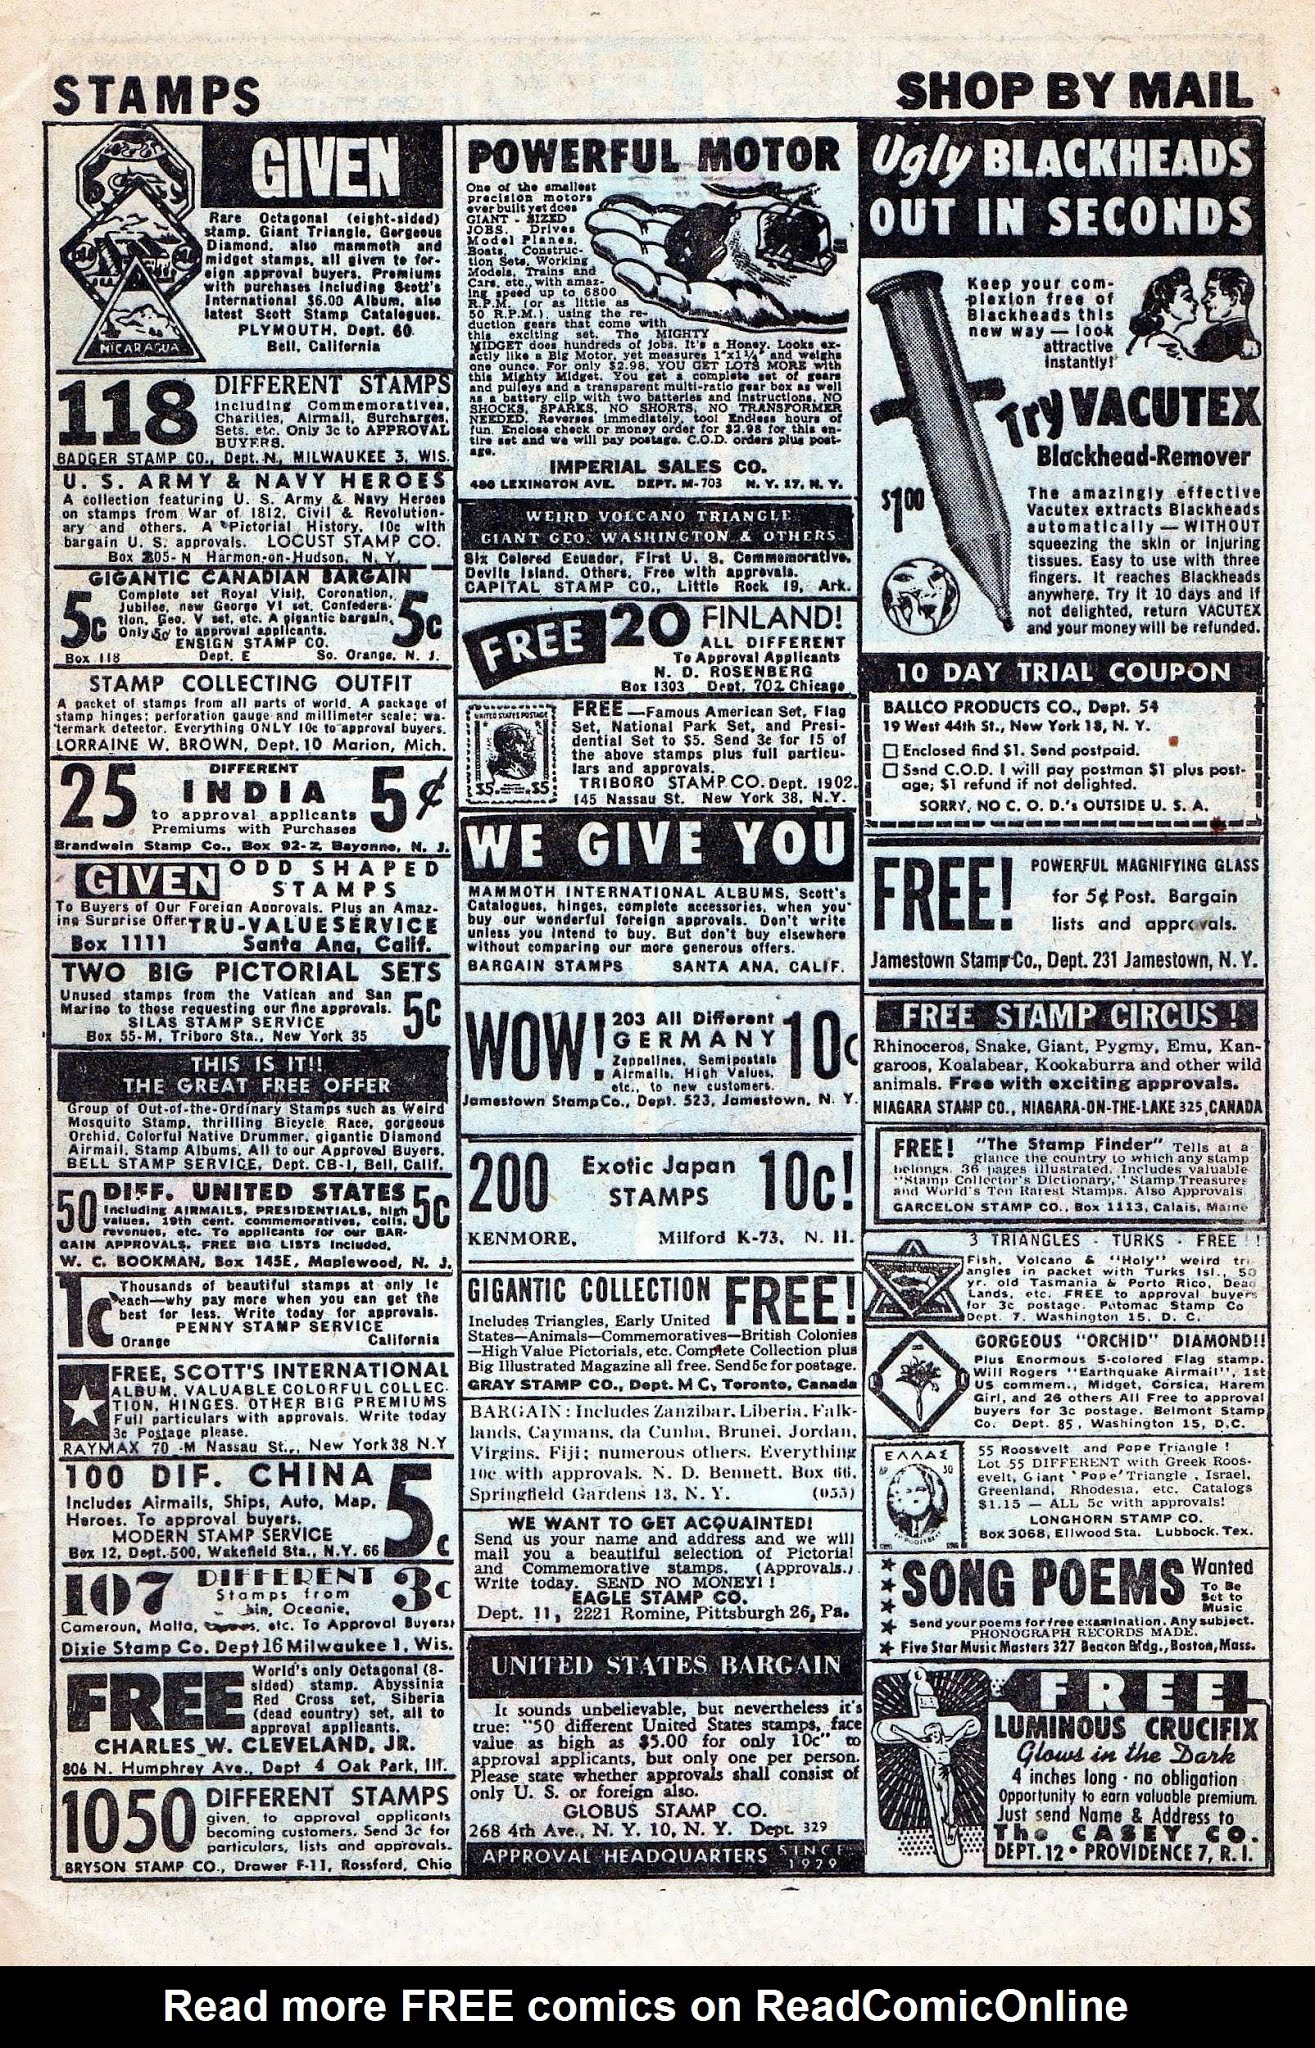 STAMPS
SHOP BY MAIL
GIVEN
Rare Octagonal (eight-sided)
stamp. Giant Triangle, Gorgeous
Diamond, also mammoth and
midget stamps, all given to for-
eign approval buyers. Premiums
with purchases including Scott's
International $6.00 Album, also
latest Scott Stamp Catalogues.
PLYMOUTH, Dept. 60
Bell, California
NICARAGUA
118 DIFFERENT STAMPS
Including Commemoratives,
Charities, Airmail, Surcharges,
Sets, etc. Only 3c to APPROVAL
BUYERS.
BADGER STAMP CO., Dept. N, MILWAUKEE 3, WIS.
U. S. ARMY & NAVY HEROES
A collection featuring U. S. Army & Navy Heroes
on stamps from War of 1812, Civil & Revolution-
ary and others. A Pictorial History, 10c with
bargain U. S. approvals. LOCUST STAMP CO.
Box 205-N Harmon-on-Hudson, N. Y.
GIGANTIC CANADIAN BARGAIN
5c Complete set Royal Visit, Coronation,
Jubilee, new George VI set, Confedera-
tion, Geo. V set, etc. A gigantic bargain,
Only 5c to approval applicants. 5c
ENSIGN STAMP CO.
Box 118 Dept. E So. Orange, N. J.
STAMP COLLECTING OUTFIT
A packet of stamps from all parts of world. A package of
stamp hinges; perforation gauge and millimeter scale; wa-
termark detector. Everything ONLY 10c to approval buyers.
LORRAINE W. BROWN, Dept. 10 Marion, Mich.
25 DIFFERENT INDIA 5¢
to approval applicants
Premiums with Purchases
Brandwein Stamp Co., Box 92-Z, Bayonne, N. J.
GIVEN ODD SHAPED
STAMPS
To Buyers of Our Foreign Approvals. Plus an Amaz-
ing Surprise Offer TRU-VALUE SERVICE
Box 1111 Santa Ana, Calif.
TWO BIG PICTORIAL SETS
Unused stamps from the Vatican and San
Marino to those requesting our fine approvals. 5c
SILAS STAMP SERVICE
Box 55-M, Triboro Sta., New York 35
THIS IS IT!!
THE GREAT FREE OFFER
Group of Out-of-the-Ordinary Stamps such as Weird
Mosquito Stamp, thrilling Bicycle Race, gorgeous
Orchid, Colorful Native Drummer, gigantic Diamond
Airmail, Stamp Albums, All to our Approved Buyers.
BELL STAMP SERVICE, Dept. CB-1, Bell, Calif.
50 DIFF. UNITED STATES 5c
Including AIRMAILS, PRESIDENTIALS, high
values, 19th cent. commemoratives, coils,
revenues, etc. To applicants for our BAR-
GAIN APPROVALS. FREE BIG LISTS Included.
W. C. BOOKMAN, Box 145E, Maplewood, N. J.
1c Thousands of beautiful stamps at only 1c
each—why pay more when you can get the
best for less. Write today for approvals.
PENNY STAMP SERVICE
Orange California
FREE, SCOTT'S INTERNATIONAL
ALBUM, VALUABLE COLORFUL COLLEC-
TION, HINGES. OTHER BIG PREMIUMS
Full particulars with approvals. Write today
3c Postage please.
RAYMAX 70-M Nassau St., New York 38 N.Y
100 DIF. CHINA 5c
Includes Airmails, Ships, Auto, Map,
Heroes. To approval buyers.
MODERN STAMP SERVICE
Box 12, Dept. 500, Wakefield Sta., N.Y. 66
107 DIFFERENT 3c
Stamps from
Oceanie,
Cameroun, Malta, etc. To Approval Buyers!
Dixie Stamp Co. Dept 16 Milwaukee 1, Wis.
FREE World's only Octagonal (8-
sided) stamp. Abyssinia
Red Cross set, Siberia
(dead country) set, all to
approval applicants.
CHARLES W. CLEVELAND, JR.
806 N. Humphrey Ave., Dept 4 Oak Park, Ill.
1050 DIFFERENT STAMPS
given to approval applicants
becoming customers. Send 3c for
particulars, lists and approvals.
BRYSON STAMP CO., Drawer F-11, Rossford, Ohio
POWERFUL MOTOR
One of the smallest
precision motors
ever built yet does
GIANT-SIZED
JOBS. Drives
Model Planes,
Boats, Construc-
tion Sets, Working
Models, Trains and
Cars, etc., with amaz-
ing speed up to 6800
R.P.M. (or as little as
50 R.P.M.), using the re-
duction gears that come with
this exciting set. The MIGHTY
MIDGET does hundreds of jobs. It's a Honey. Looks ex-
actly like a Big Motor, yet measures 1"x1¼" and weighs
one ounce. For only $2.98, YOU GET LOTS MORE with
this Mighty Midget. You get a complete set of gears
and pulleys and a transparent multi-ratio gear box as well
as a battery clip with two batteries and instructions. NO
SHOCKS, SPARKS, NO SHORTS, NO TRANSFORMER
NEEDED. Reverses immediately, too! Endless hours of
fun. Enclose check or money order for $2.98 for this en-
tire set and we will pay postage. C.O.D. orders plus post-
age.
IMPERIAL SALES CO.
480 LEXINGTON AVE. DEPT. M-703 N. Y. 17, N. Y.
WEIRD VOLCANO TRIANGLE
GIANT GEO. WASHINGTON & OTHERS
Six Colored Ecuador, First U. S. Commemorative,
Devils Island. Others. Free with approvals.
CAPITAL STAMP CO., Little Rock 19, Ark.
FREE 20 FINLAND!
ALL DIFFERENT
To Approval Applicants
N. D. ROSENBERG
Box 1303 Dept. 702 Chicago
UNITED STATES POSTAGE
$5. $5
FREE—Famous American Set, Flag
Set, National Park Set, and Presi-
dential Set to $5. Send 3c for 15 of
the above stamps plus full particu-
lars and approvals.
TRIBORO STAMP CO. Dept. 1902
145 Nassau St. New York 38, N.Y.
WE GIVE YOU
MAMMOTH INTERNATIONAL ALBUMS, Scott's
Catalogues, hinges, complete accessories, when you
buy our wonderful foreign approvals. Don't write
unless you intend to buy. But don't buy elsewhere
without comparing our more generous offers.
BARGAIN STAMPS SANTA ANA, CALIF.
WOW! 203 All Different
GERMANY 10c
Zeppelines, Semipostals
Airmails, High Values,
etc., to new customers.
Jamestown Stamp Co., Dept. 523, Jamestown, N. Y.
200 Exotic Japan
STAMPS 10c!
KENMORE, Milford K-73, N. H.
GIGANTIC COLLECTION FREE!
Includes Triangles, Early United
States—Animals—Commemoratives—British Colonies
—High Value Pictorials, etc. Complete Collection plus
Big Illustrated Magazine all free. Send 5c for postage.
GRAY STAMP CO., Dept. M C, Toronto, Canada
BARGAIN: Includes Zanzibar, Liberia, Falk-
lands, Caymans, da Cunha, Brunei, Jordan,
Virgins, Fiji; numerous others. Everything
10c with approvals. N. D. Bennett, Box 66,
Springfield Gardens 13, N. Y. (055)
WE WANT TO GET ACQUAINTED!
Send us your name and address and we will
mail you a beautiful selection of Pictorial
and Commemorative stamps. (Approvals.)
Write today. SEND NO MONEY!!
EAGLE STAMP CO.
Dept. 11, 2221 Romine, Pittsburgh 26, Pa.
UNITED STATES BARGAIN
It sounds unbelievable, but nevertheless it's
true: "50 different United States stamps, face
value as high as $5.00 for only 10c" to
approval applicants, but only one per person.
Please state whether approvals shall consist of
only U. S. or foreign also.
GLOBUS STAMP CO.
268 4th Ave., N. Y. 10, N. Y. Dept. 329
APPROVAL HEADQUARTERS SINCE
Ugly BLACKHEADS
OUT IN SECONDS
Keep your com-
plexion free of
Blackheads this
new way — look
attractive
instantly!
Try VACUTEX
Blackhead-Remover
$1.00
The amazingly effective
Vacutex extracts Blackheads
automatically — WITHOUT
squeezing the skin or injuring
tissues. Easy to use with three
fingers. It reaches Blackheads
anywhere. Try it 10 days and if
not delighted, return VACUTEX
and your money will be refunded.
10 DAY TRIAL COUPON
BALLCO PRODUCTS CO., Dept. 54
19 West 44th St., New York 18, N. Y.
Enclosed find $1. Send postpaid.
Send C.O.D. I will pay postman $1 plus post-
age; $1 refund if not delighted.
SORRY, NO C. O. D.'s OUTSIDE U. S. A.
FREE! POWERFUL MAGNIFYING GLASS
for 5¢ Post. Bargain
lists and approvals.
Jamestown Stamp Co., Dept. 231 Jamestown, N. Y.
FREE STAMP CIRCUS!
Rhinoceros, Snake, Giant, Pygmy, Emu, Kan-
garoos, Koalabear, Kookaburra and other wild
animals. Free with exciting approvals.
NIAGARA STAMP CO., NIAGARA-ON-THE-LAKE 325, CANADA
FREE! "The Stamp Finder" Tells at a
glance the country to which any stamp
belongs. 36 pages illustrated. Includes valuable
"Stamp Collector's Dictionary," Stamp Treasures
and World's Ten Rarest Stamps. Also Approvals
GARCELON STAMP CO., Box 1113, Calais, Maine
3 TRIANGLES - TURKS - FREE!!
Fish, Volcano & "Holy" weird tri-
angles in packet with Turks Isl., 50
yr. old Tasmania & Porto Rico, Dead
Lands, etc. FREE to approval buyers
for 3c postage. Potomac Stamp Co
Dept. 7, Washington 15, D. C.
GORGEOUS "ORCHID" DIAMOND!!
Plus Enormous 5-colored Flag stamp.
Will Rogers "Earthquake Airmail", 1st
US commem., Midget, Corsica, Harem
Girl, and 26 others All Free to approval
buyers for 3c postage. Belmont Stamp
Co. Dept. 85, Washington 15, D.C.
ΕΛΛΑΣ
55 Roosevelt and Pope Triangle!
Lot 55 DIFFERENT with Greek Roos-
evelt, Giant 'Pope' Triangle, Israel,
Greenland, Rhodesia, etc. Catalogs
$1.15 — ALL 5c with approvals!
LONGHORN STAMP CO.
Box 3068, Ellwood Sta. Lubbock, Tex.
SONG POEMS Wanted
To Be
Set to
Music
Send your poems for free examination. Any subject.
PHONOGRAPH RECORDS MADE.
Five Star Music Masters 327 Beacon Bldg., Boston, Mass.
FREE
LUMINOUS CRUCIFIX
Glows in the Dark
4 inches long - no obligation
Opportunity to earn valuable premium.
Just send Name & Address to
The CASEY CO.
DEPT. 12 • PROVIDENCE 7, R. I.
Read more FREE comics on ReadComicOnline